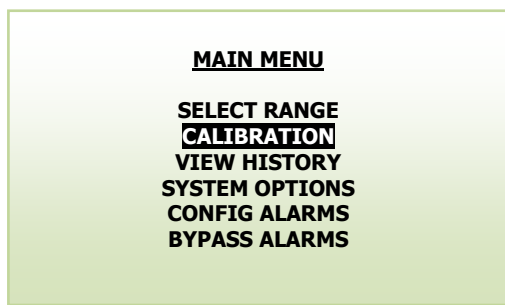 MAIN MENU
SELECT RANGE
CALIBRATION
VIEW HISTORY
SYSTEM OPTIONS
CONFIG ALARMS
BYPASS ALARMS